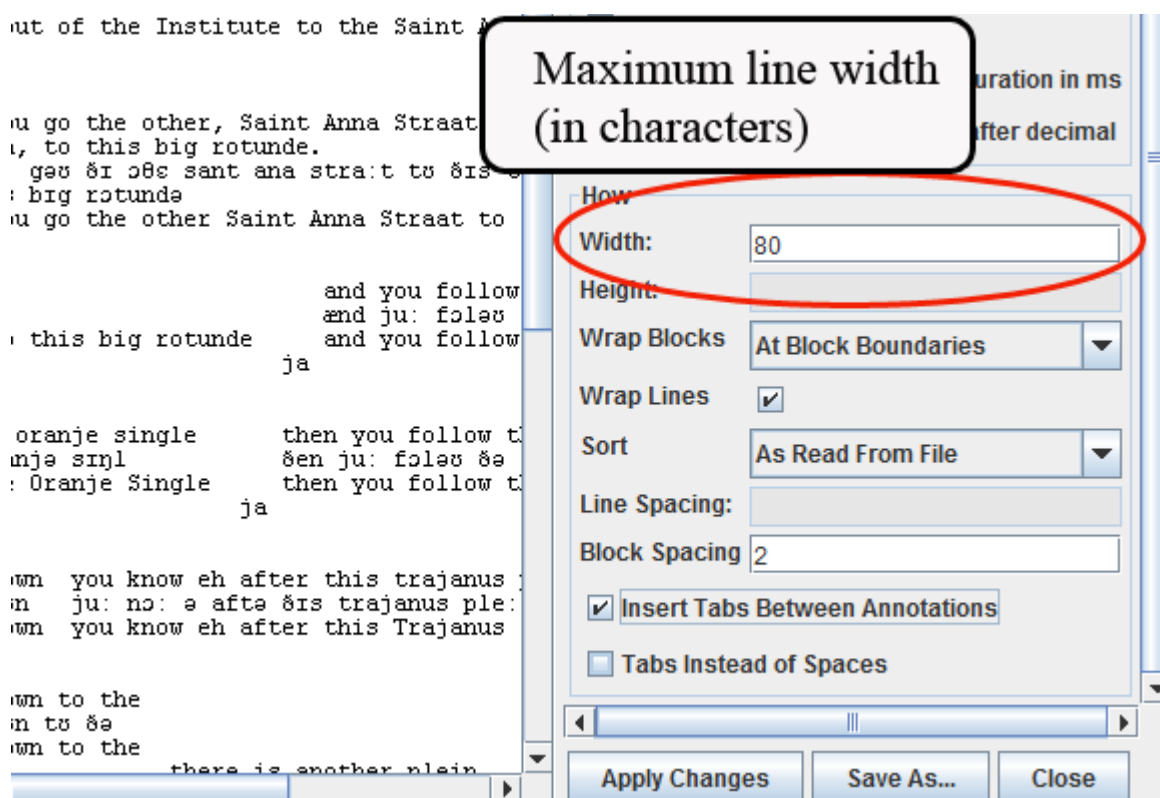 out of the Institute to the Saint
Maximum line width
(in characters)
uration in ms
fter decimal
ou go the other, Saint Anna Straat
, to this big rotunde.
gəʊ ðɪ ɔθɛ sant ana straːt tʊ ðɪs
bɪg rɔtundə
ou go the other Saint Anna Straat to
and you follow
ænd juː fɔləʊ
this big rotunde and you follow
ja
oranje single then you follow t
anjə sɪŋl ðen juː fɔləʊ ðə
Oranje Single then you follow t
ja
own you know eh after this trajanus
juː nɔː ə aftə ðɪs trajanus pleː
own you know eh after this Trajanus
own to the
n tʊ ðə
own to the
there is another plein
How
Width: 80
Height:
Wrap Blocks At Block Boundaries
Wrap Lines
Sort As Read From File
Line Spacing:
Block Spacing 2
Insert Tabs Between Annotations
Tabs Instead of Spaces
Apply Changes Save As... Close